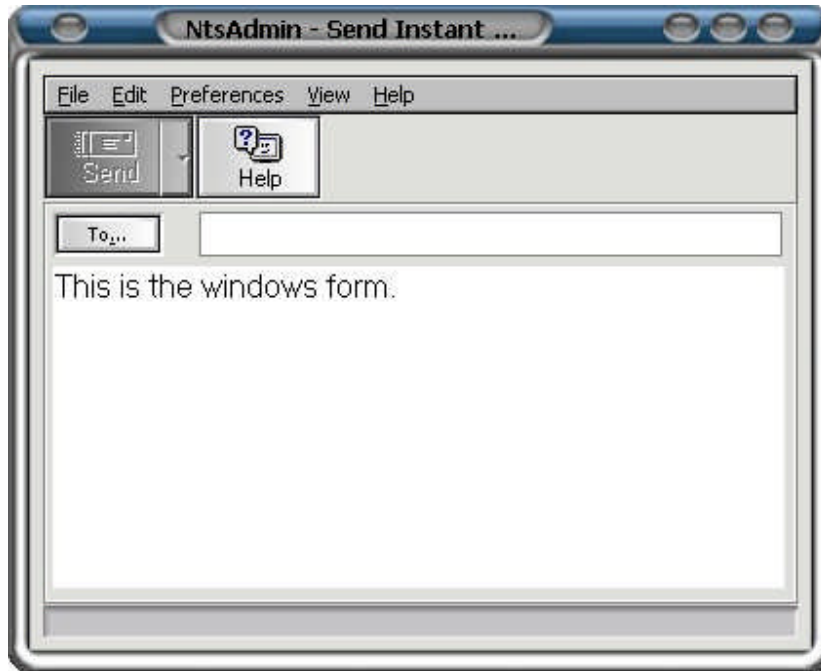 NtsAdmin - Send Instant ...
File Edit Preferences View Help
Send Help
To...
This is the windows form.